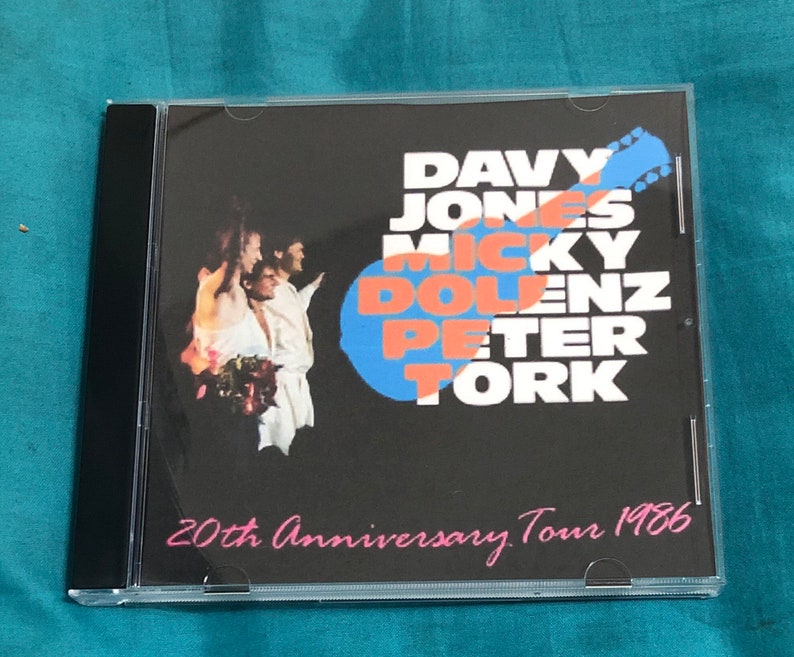 DAVY
JONES
MICKY
DOLENZ
PETER
TORK
20th Anniversary Tour 1986